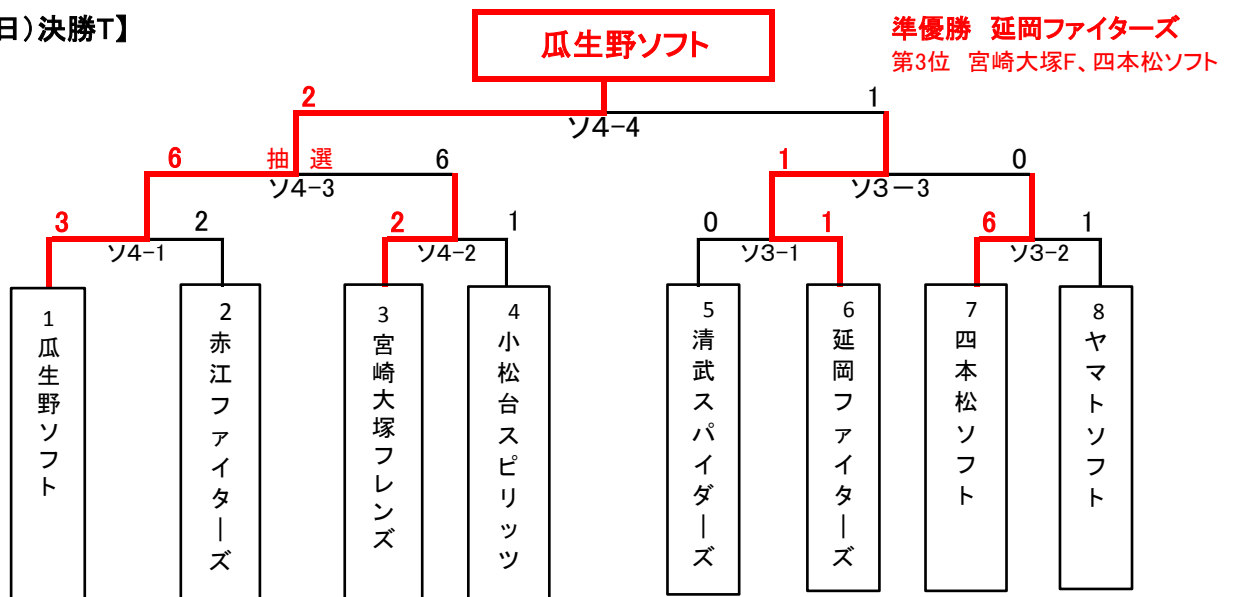 日)決勝T】
瓜生野ソフト
準優勝 延岡ファイターズ
第3位 宮崎大塚F、四本松ソフト
2
1
ソ4-4
6
抽選
6
1
0
ソ4-3
ソ3-3
3
2
2
1
0
1
6
1
ソ4-1
ソ4-2
ソ3-1
ソ3-2
1瓜生野ソフト
2赤江ファイターズ
3宮崎大塚フレンズ
4小松台スピリッツ
5清武スパイダーズ
6延岡ファイターズ
7四本松ソフト
8ヤマトソフト